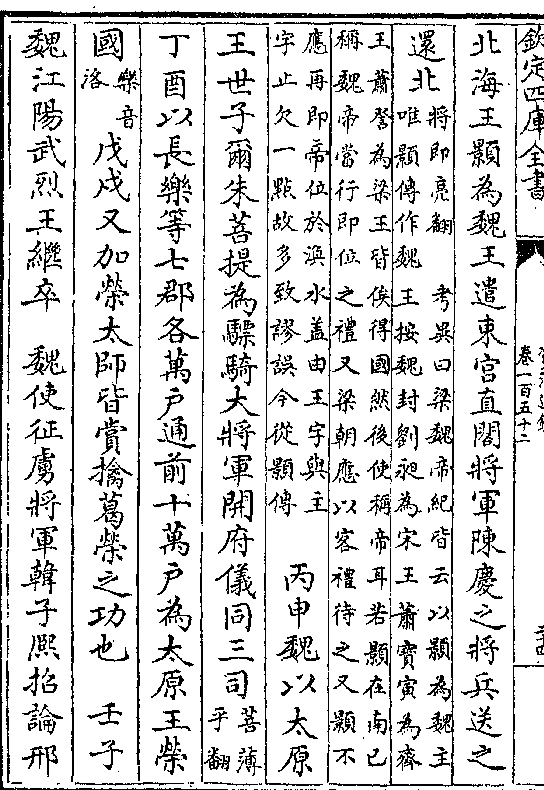 欽定四庫全書
卷一百五十二
北海王顥為魏王遣東宮直閤將軍陳慶之將兵送之
還北
將即亮翻 考異曰梁魏帝紀皆云以顥為魏主
唯顥傳作魏王按魏封劉昶為宋王蕭寶寅為齊
王蕭詧為梁王皆俟得國然後使稱帝耳若顥在南已
稱魏帝當行即位之禮又梁朝應以客禮待之又顥不
應再即帝位於渙水蓋由王字與主
字止欠一點故多致謬誤今從顥傳
丙申魏以太原
王世子爾朱菩提為驃騎大將軍開府儀同三司
菩薄
乎翻
丁酉以長樂等七郡各萬戶通前十萬戶為太原王榮
國
樂音
洛
戊戌又加榮太師皆賞擒葛榮之功也 壬子
魏江陽武烈王繼卒 魏使征虜將軍韓子熙招諭邢